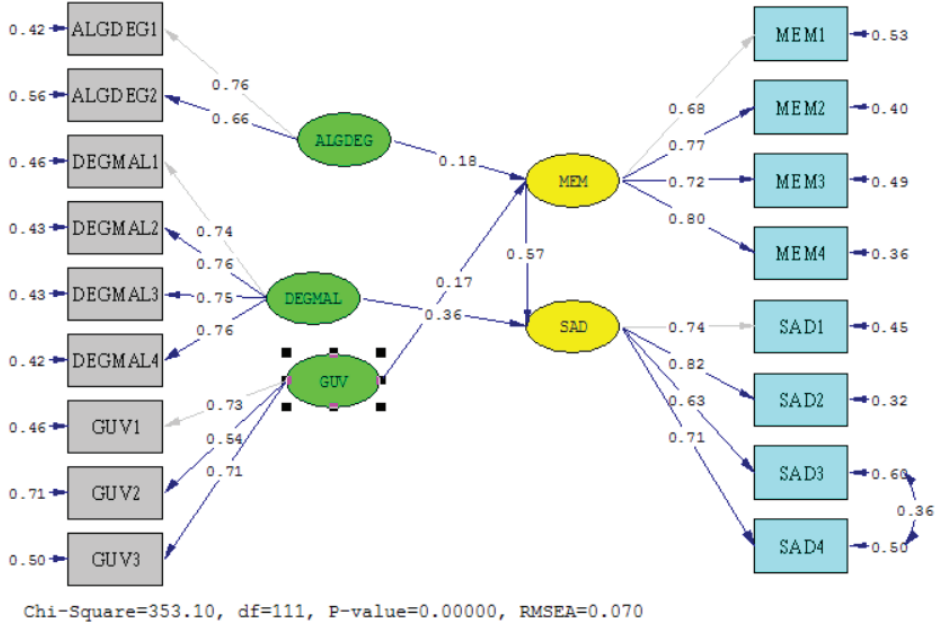 0.42 ALGDEG1
0.56 ALGDEG2
0.46 DEGMAL1
0.43 DEGMAL2
0.43 DEGMAL3
0.42 DEGMAL4
0.46 GUV1
0.71 GUV2
0.50 GUV3
0.76
0.66
0.74
0.76
0.75
0.76
0.73
0.54
0.71
ALGDEG
DEGMAL
GUV
0.18
0.17
0.36
0.57
MEM
SAD
0.68
0.77
0.72
0.80
0.74
0.82
0.63
0.71
MEM1 0.53
MEM2 0.40
MEM3 0.49
MEM4 0.36
SAD1 0.45
SAD2 0.32
SAD3 0.60
SAD4 0.50
0.36
Chi-Square=353.10, df=111, P-value=0.00000, RMSEA=0.070